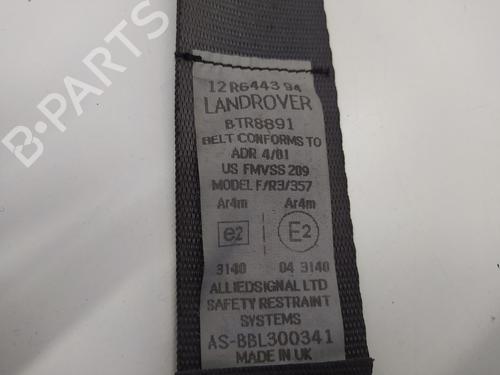 12 R6443 94
LANDROVER
BTR8891
BELT CONFORMS TO
ADR 4/01
US FMVSS 209
MODEL F/R3/357
Ar4m Ar4m
e2 E2
3140 04 3140
ALLIEDSIGNAL LTD
SAFETY RESTRAINT
SYSTEMS
AS-BBL300341
MADE IN UK
B-PARTS